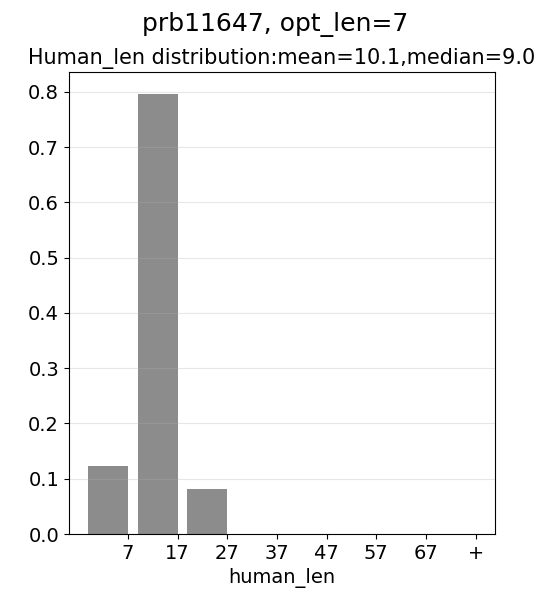 prb11647, opt_len=7
Human_len distribution:mean=10.1,median=9.0
0.8
0.7
0.6
0.5
0.4
0.3
0.2
0.1
0.0
7 17 27 37 47 57 67 +
human_len